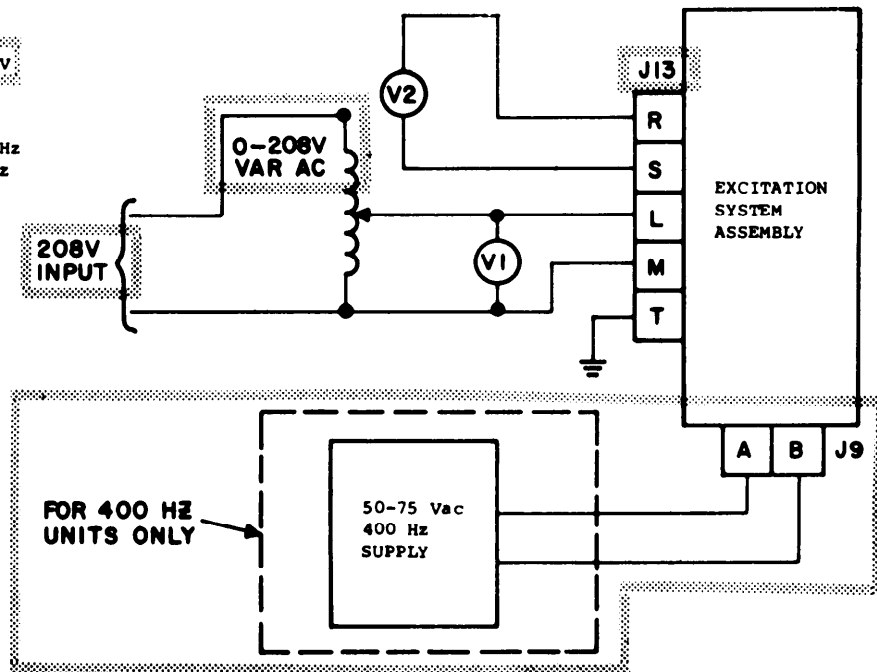 V
Hz
z
0-208V
VAR AC
208V
INPUT
V2
V1
J13
R
S
L
M
T
EXCITATION
SYSTEM
ASSEMBLY
A B J9
FOR 400 HZ
UNITS ONLY
50-75 Vac
400 Hz
SUPPLY